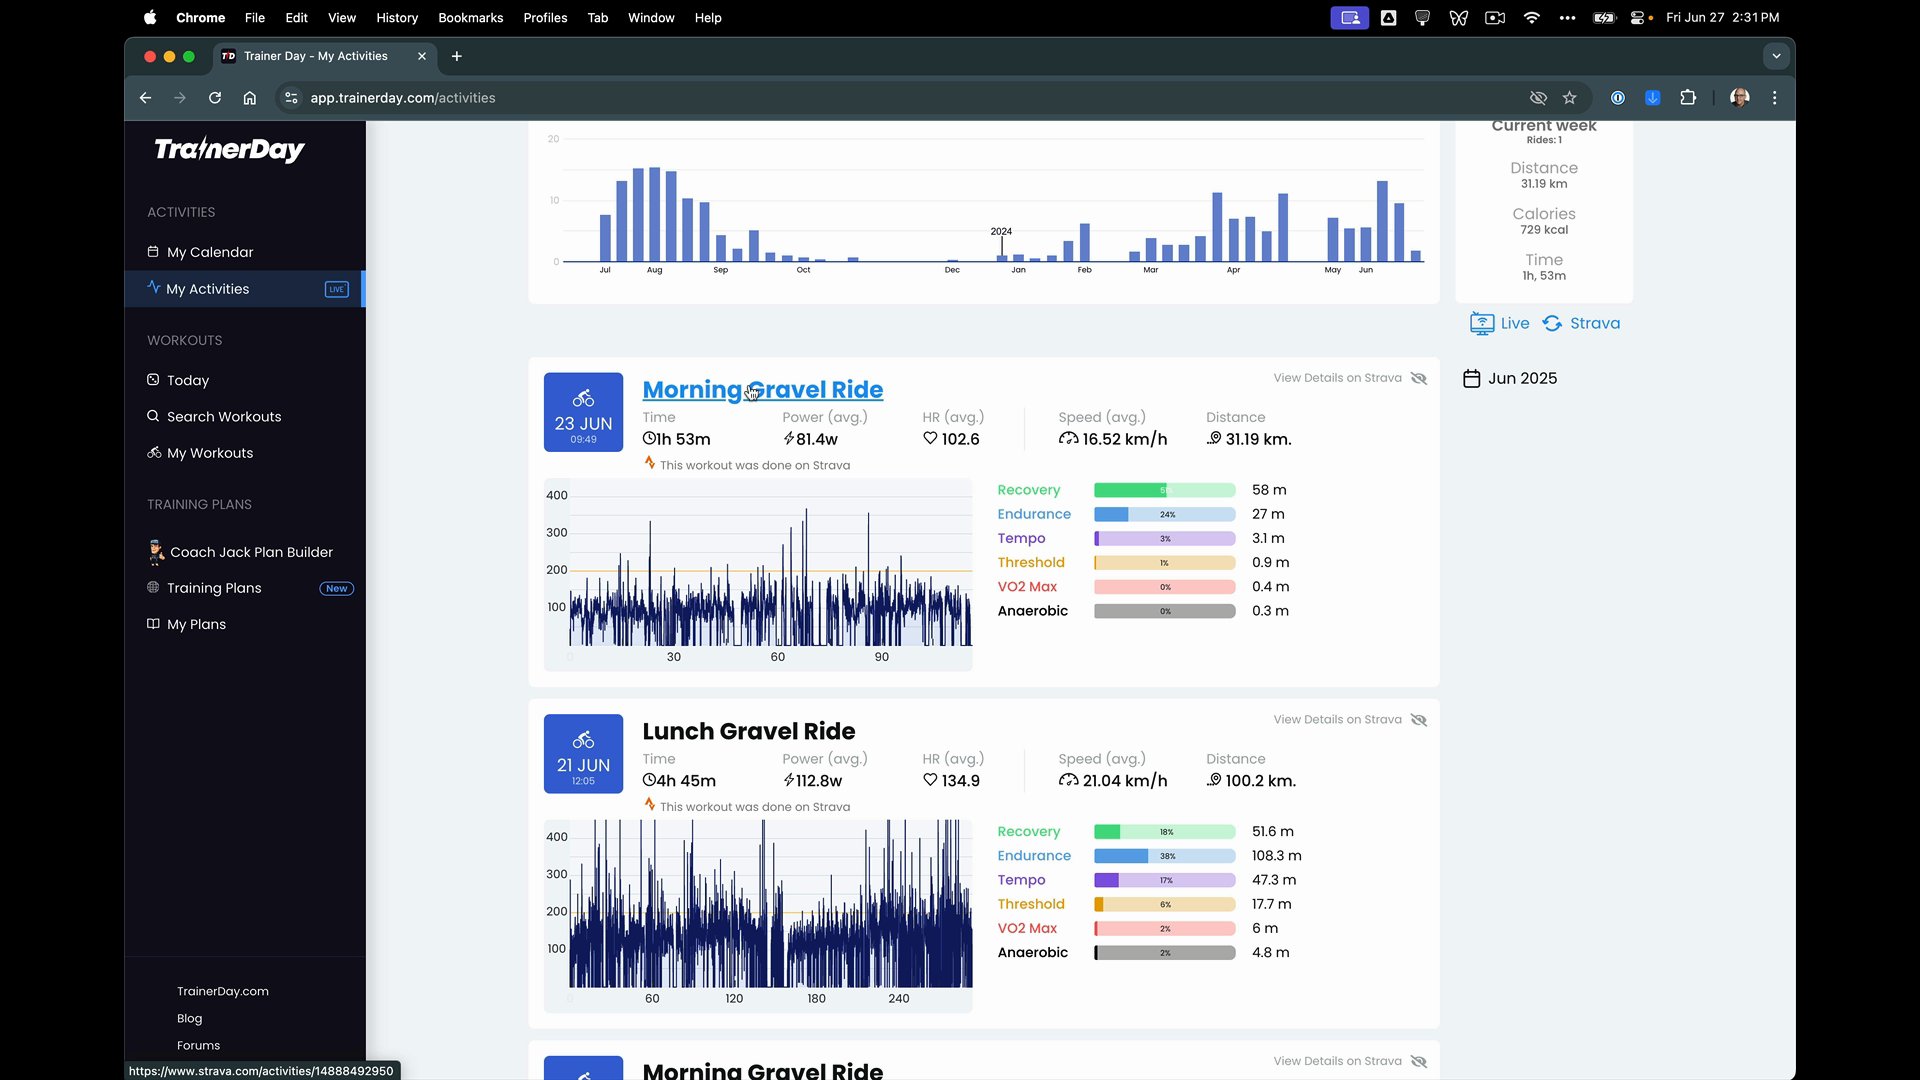 Chrome File Edit View History Bookmarks Profiles Tab Window Help Fri Jun 27 2:31 PM
Trainer Day - My Activities
app.trainerday.com/activities
TrainerDay
ACTIVITIES
My Calendar
My Activities LIVE
WORKOUTS
Today
Search Workouts
My Workouts
TRAINING PLANS
Coach Jack Plan Builder
Training Plans New
My Plans
TrainerDay.com
Blog
Forums
https://www.strava.com/activities/14888492950
20
10
0
2024
Jul Aug Sep Oct Dec Jan Feb Mar Apr May Jun
Current week
Rides: 1
Distance
31.19 km
Calories
729 kcal
Time
1h, 53m
Live Strava
Jun 2025
23 JUN
09:49
Morning Gravel Ride
View Details on Strava
Time Power (avg.) HR (avg.) Speed (avg.) Distance
1h 53m 81.4w 102.6 16.52 km/h 31.19 km.
This workout was done on Strava
400
300
200
100
0 30 60 90
Recovery 51% 58 m
Endurance 24% 27 m
Tempo 3% 3.1 m
Threshold 1% 0.9 m
VO2 Max 0% 0.4 m
Anaerobic 0% 0.3 m
21 JUN
12:05
Lunch Gravel Ride
View Details on Strava
Time Power (avg.) HR (avg.) Speed (avg.) Distance
4h 45m 112.8w 134.9 21.04 km/h 100.2 km.
This workout was done on Strava
400
300
200
100
0 60 120 180 240
Recovery 18% 51.6 m
Endurance 38% 108.3 m
Tempo 17% 47.3 m
Threshold 6% 17.7 m
VO2 Max 2% 6 m
Anaerobic 2% 4.8 m
Morning Gravel Ride
View Details on Strava